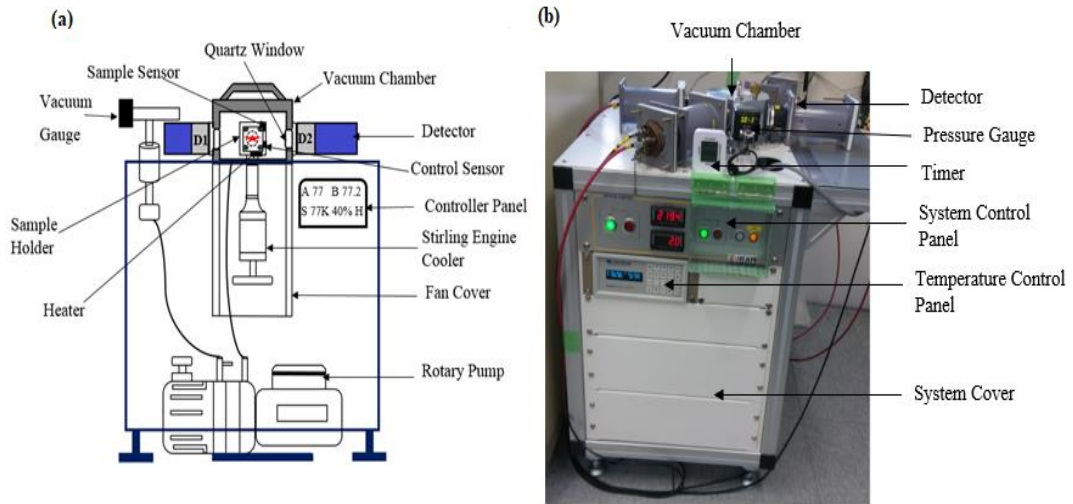 (a)
Quartz Window
Sample Sensor
Vacuum Chamber
Vacuum
Gauge
D1
D2
Detector
Control Sensor
A 77 B 77.2
S 77K 40% H
Controller Panel
Sample
Holder
Stirling Engine
Cooler
Heater
Fan Cover
Rotary Pump
(b)
Vacuum Chamber
Detector
Pressure Gauge
Timer
System Control
Panel
Temperature Control
Panel
System Cover